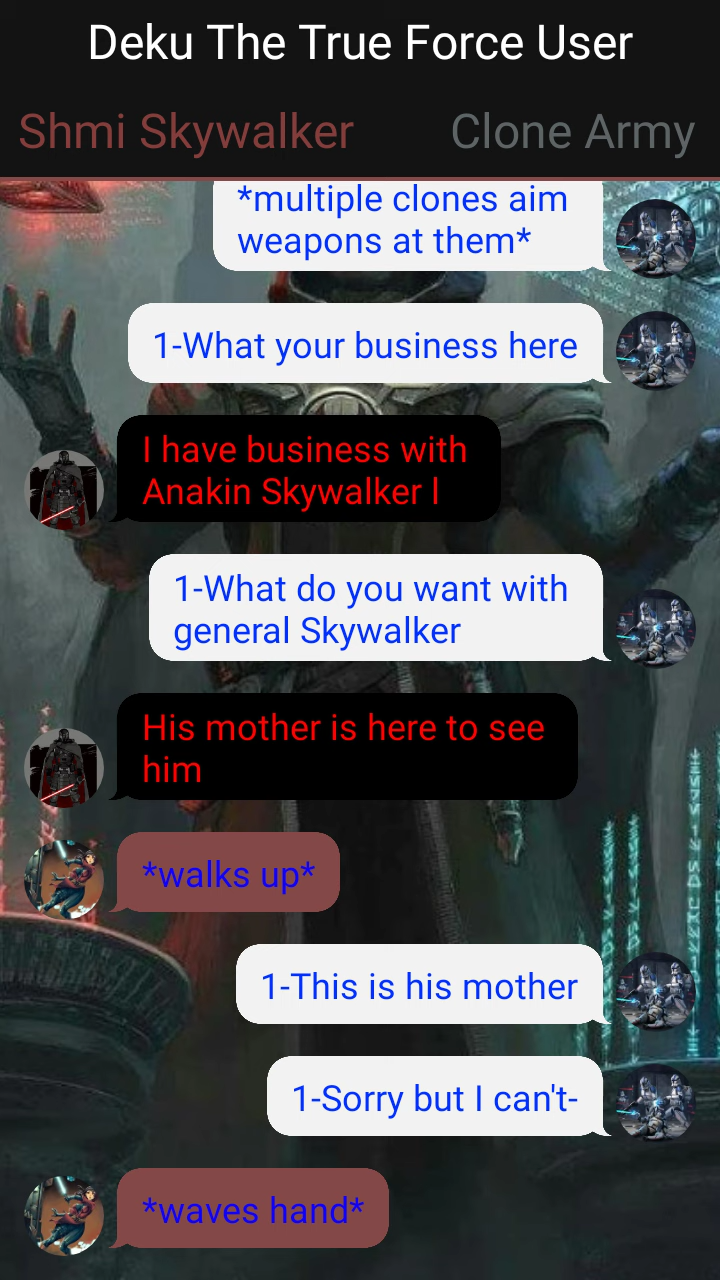 Deku The True Force User
Shmi Skywalker
Clone Army
*multiple clones aim
weapons at them*
1-What your business here
I have business with
Anakin Skywalker l
1-What do you want with
general Skywalker
His mother is here to see
him
*walks up*
1-This is his mother
1-Sorry but I can't-
*waves hand*